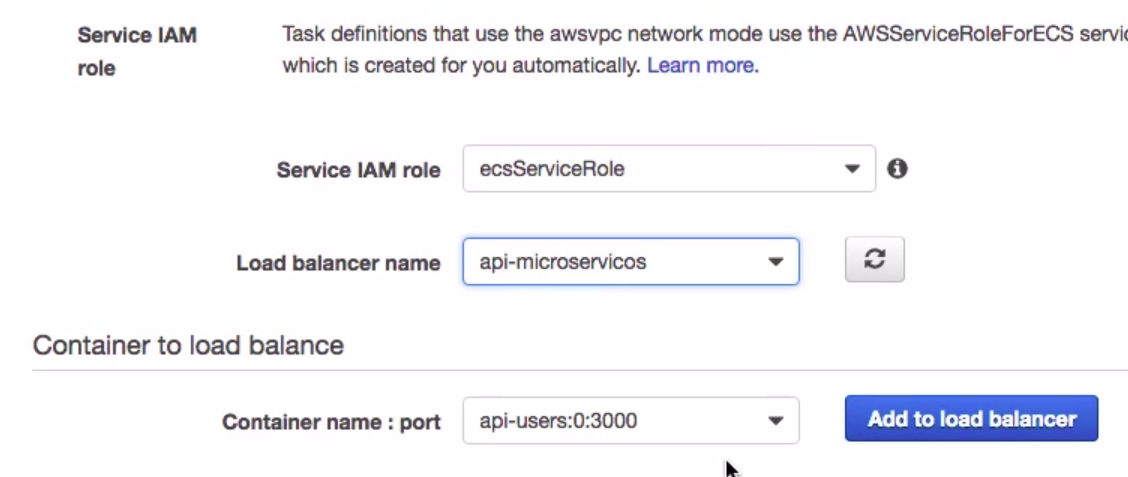 Service IAM
role
Task definitions that use the awsvpc network mode use the AWSServiceRoleForECS
which is created for you automatically. Learn more.
Service IAM role
ecsServiceRole
Load balancer name
api-microservicos
Container to load balance
Container name : port
api-users:0:3000
Add to load balancer